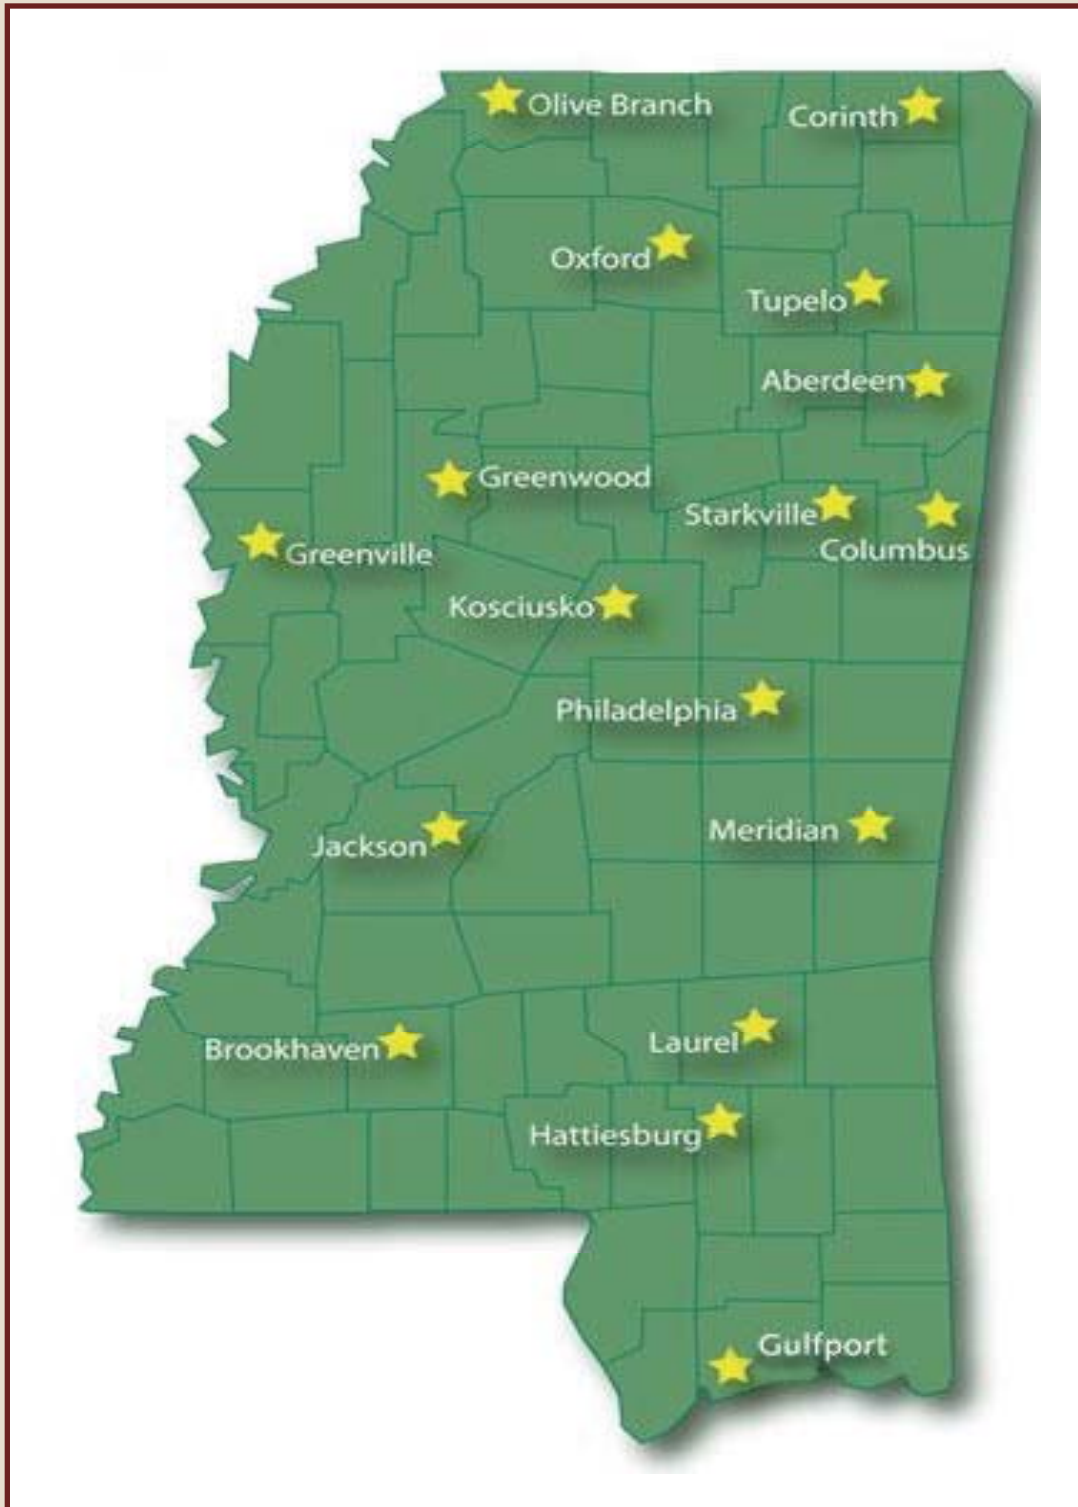 Olive Branch
Corinth
Oxford
Tupelo
Aberdeen
Greenwood
Starkville
Columbus
Greenville
Kosciusko
Philadelphia
Jackson
Meridian
Brookhaven
Laurel
Hattiesburg
Gulfport